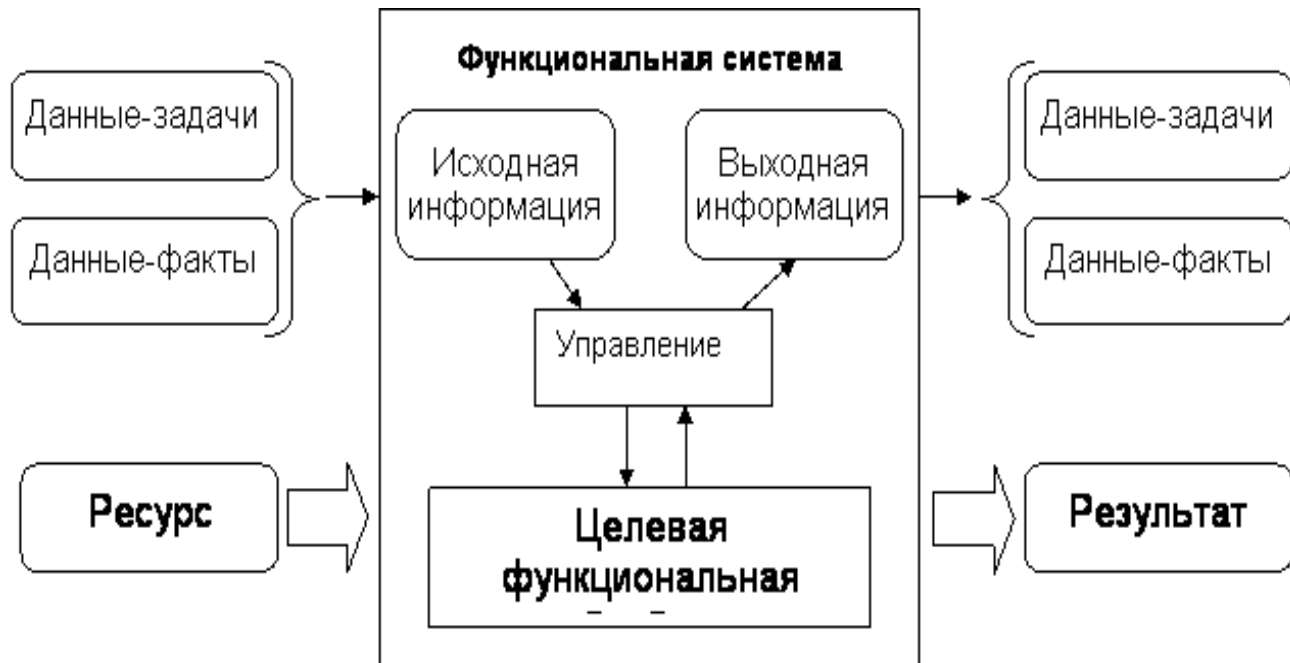 Функциональная система
Данные-задачи
Данные-факты
Исходная
информация
Выходная
информация
Данные-задачи
Данные-факты
Управление
Ресурс
Целевая
функциональная
Результат